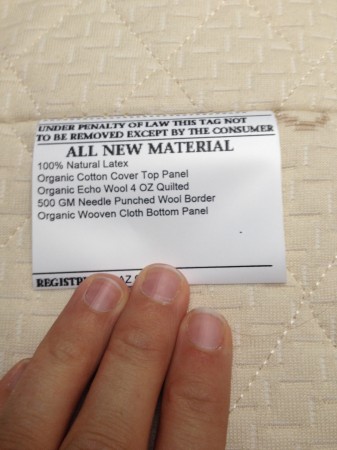 UNDER PENALTY OF LAW THIS TAG NOT
TO BE REMOVED EXCEPT BY THE CONSUMER
ALL NEW MATERIAL
100% Natural Latex
Organic Cotton Cover Top Panel
Organic Echo Wool 4 OZ Quilted
500 GM Needle Punched Wool Border
Organic Wooven Cloth Bottom Panel
AZ